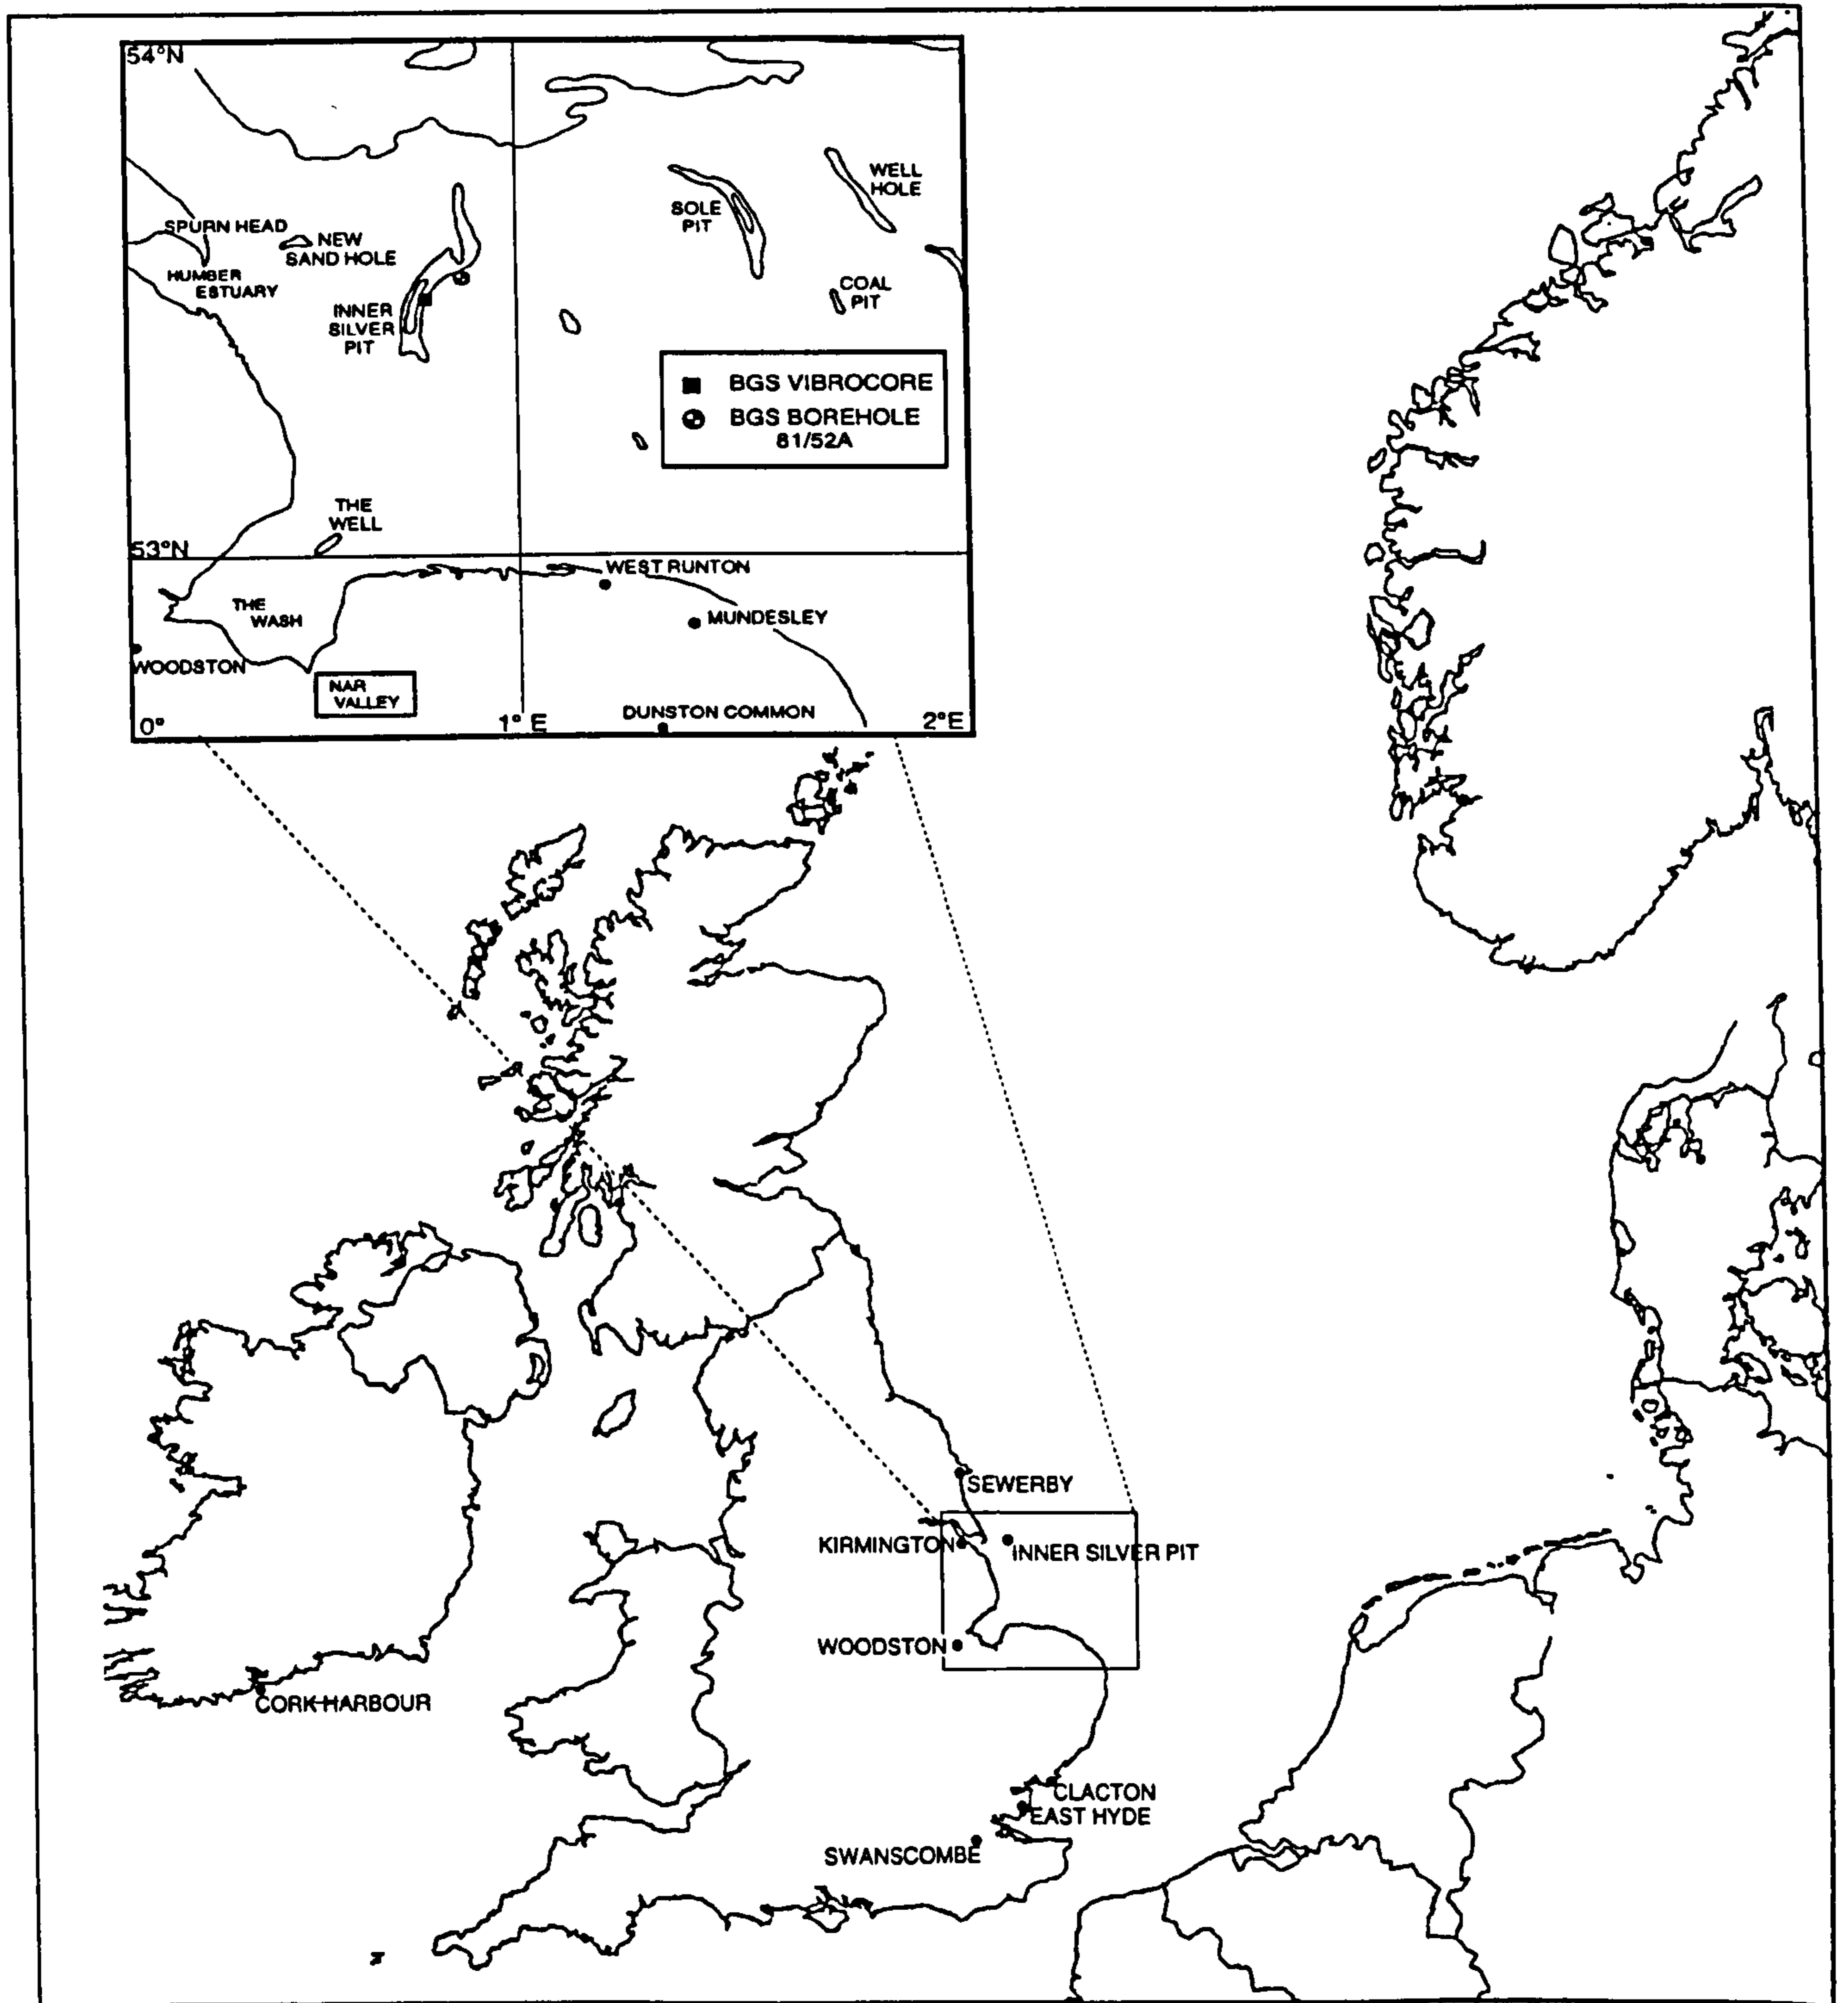 54°N
WELL
HOLE
SOLE
PIT
SPURN HEAD
NEW
SAND HOLE
HUMBER
ESTUARY
COAL
PIT
INNER
SILVER
PIT
BGS VIBROCORE
BGS BOREHOLE
81/52A
THE
WELL
53°N
WEST RUNTON
THE
WASH
MUNDESLEY
WOODSTON
NAR
VALLEY
DUNSTON COMMON
0°
1° E
2°E
SEWERBY
KIRMINGTON
INNER SILVER PIT
WOODSTON
CORK HARBOUR
CLACTON
EAST HYDE
SWANSCOMBE